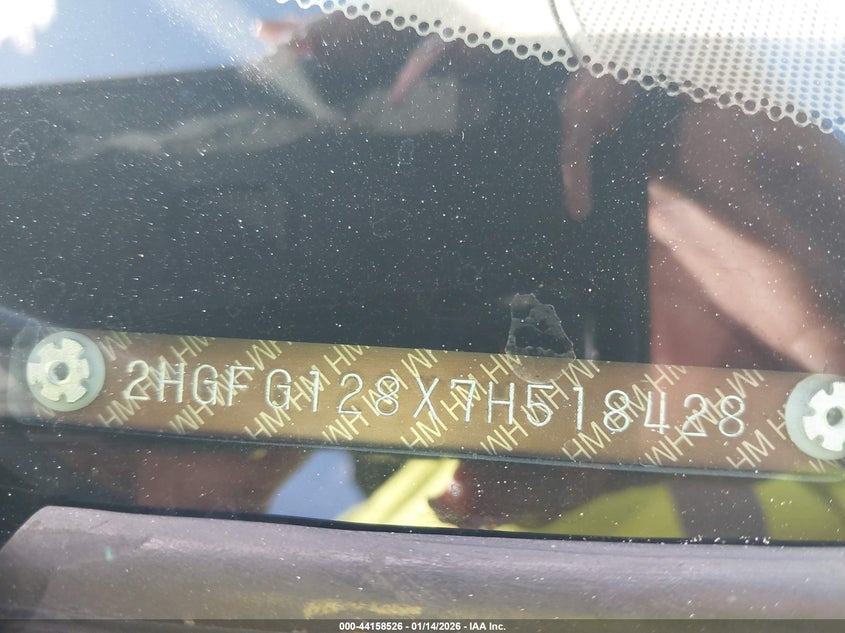 2HGFG128X7H518428
000-44158526 - 01/14/2026 - IAA Inc.